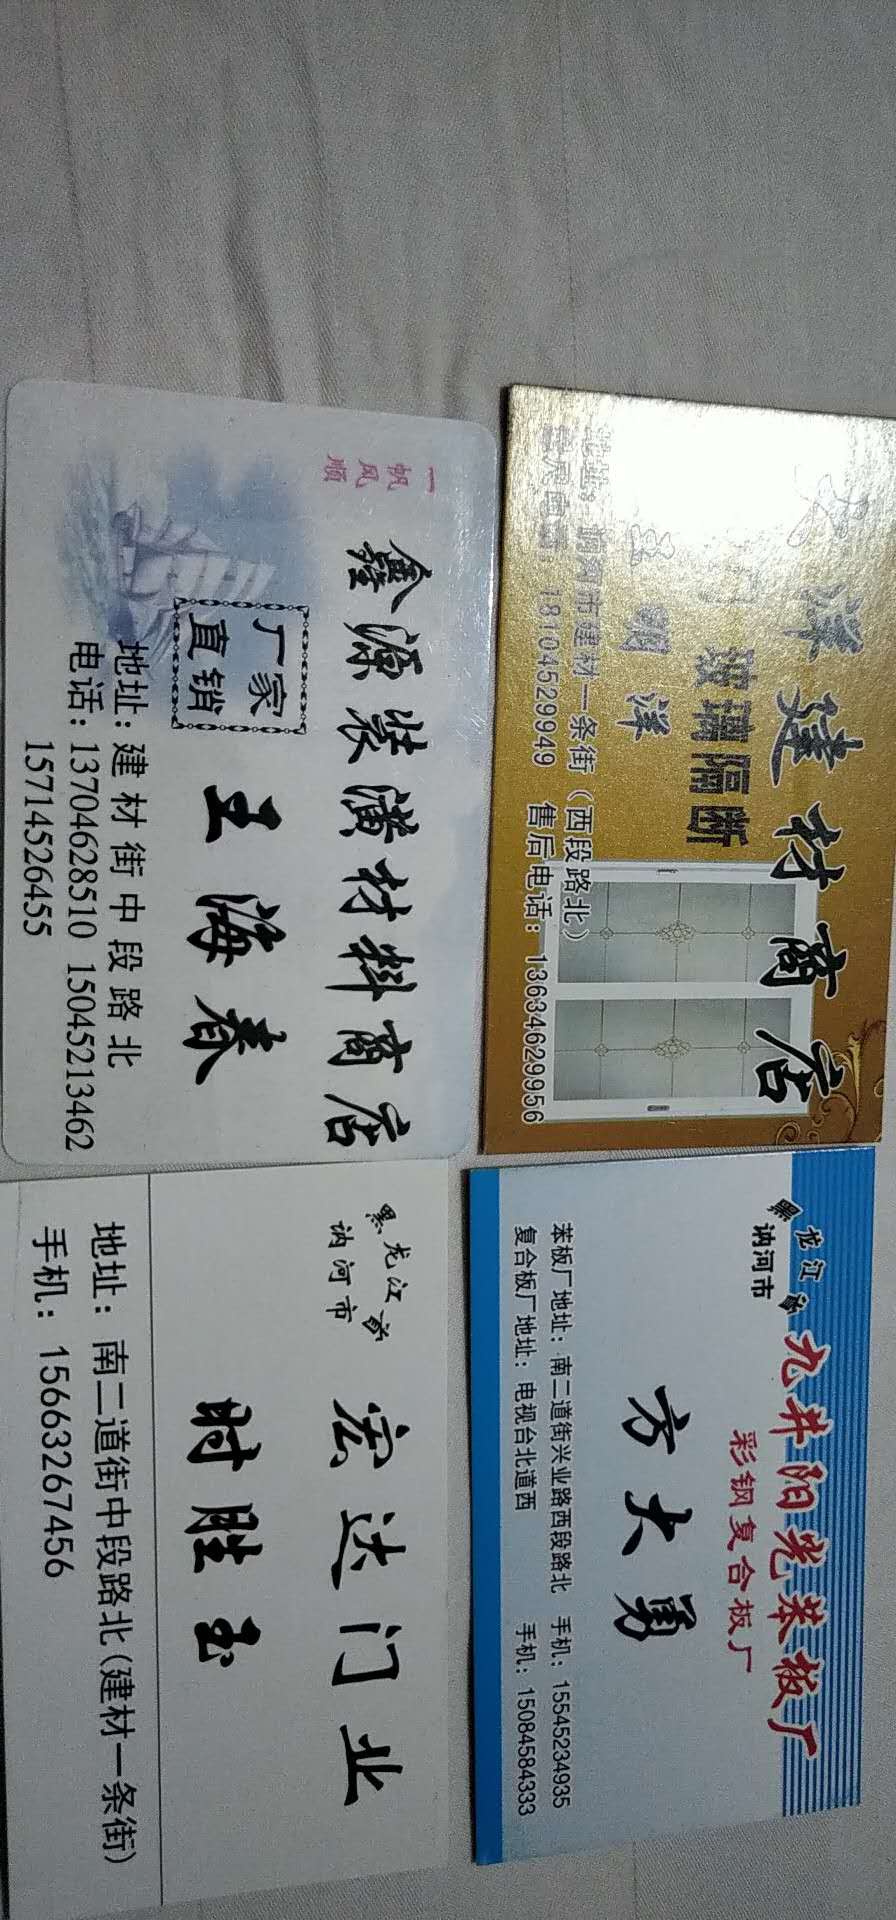 洋建材商店
门 玻璃隔断
明洋
地址：讷河市建材一条街（西段路北）
电话：18104529949 售后电话：13634629956
一帆风顺
鑫源装潢材料商店
厂家直销
王海春
地址：建材街中段路北
电话：13704628510 15045213462
15714526455
黑龙江省
讷河市
九井阳光苯板厂
彩钢复合板厂
方大勇
苯板厂地址：南二道街兴业路西段路北 手机：15545234935
复合板厂地址：电视台北道西 手机：15084584333
黑龙江省
讷河市
宏达门业
时胜玉
地址：南二道街中段路北(建材一条街)
手机：15663267456